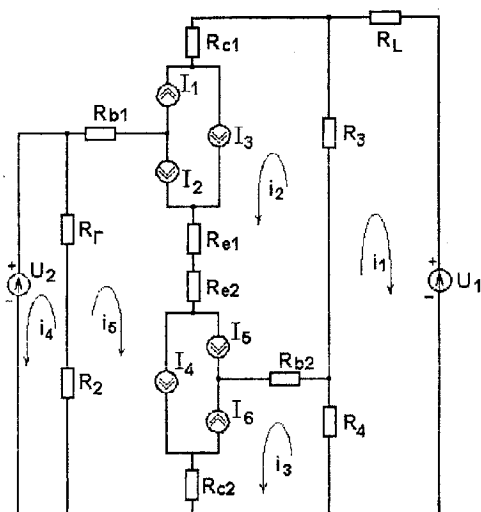 Rc1
RL
I1
Rb1
I3
R3
I2
i2
Rг
Re1
i1
+
U2
-
Re2
+
U1
-
i4
i5
I5
I4
Rb2
R2
I6
R4
i3
Rc2